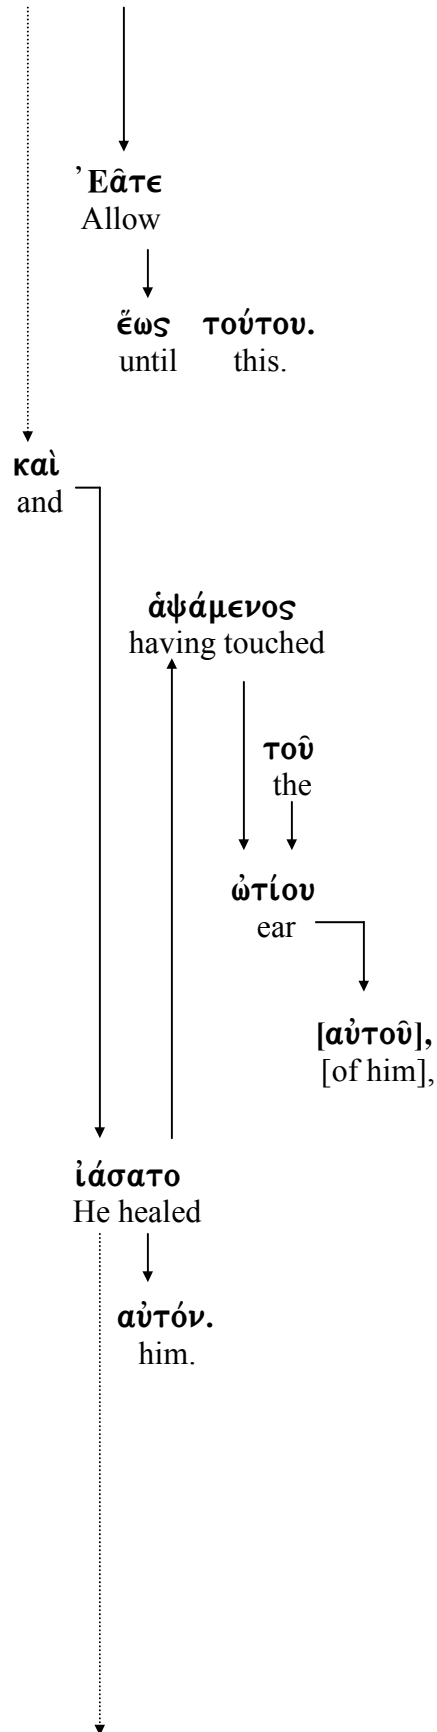 Ἐᾶτε
Allow
ἕως τούτου.
until this.
καὶ
and
ἁψάμενος
having touched
τοῦ
the
ὠτίου
ear
[αὐτοῦ],
[of him],
ἰάσατο
He healed
αὐτόν.
him.